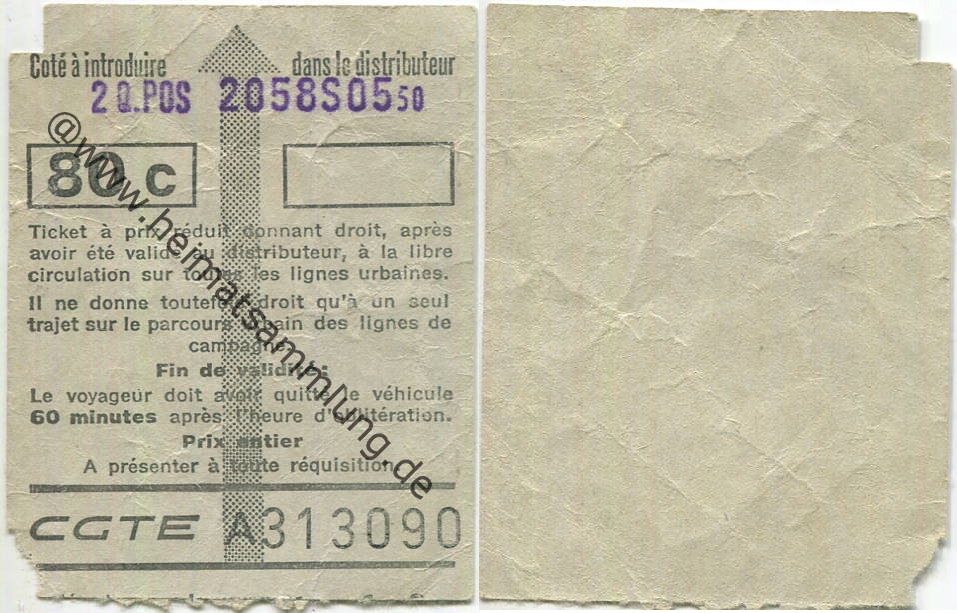 Coté à introduire dans le distributeur
2 Q.POS 2058S05 50
80 c
Ticket à prix réduit donnant droit, après
avoir été validé au distributeur, à la libre
circulation sur toutes les lignes urbaines.
Il ne donne toutefois droit qu'à un seul
trajet sur le parcours urbain des lignes de
campagne.
Fin de validité:
Le voyageur doit avoir quitté le véhicule
60 minutes après l'heure d'oblitération.
Prix entier
A présenter à toute réquisition.
CGTE A313090
@www.heimatsammlung.de